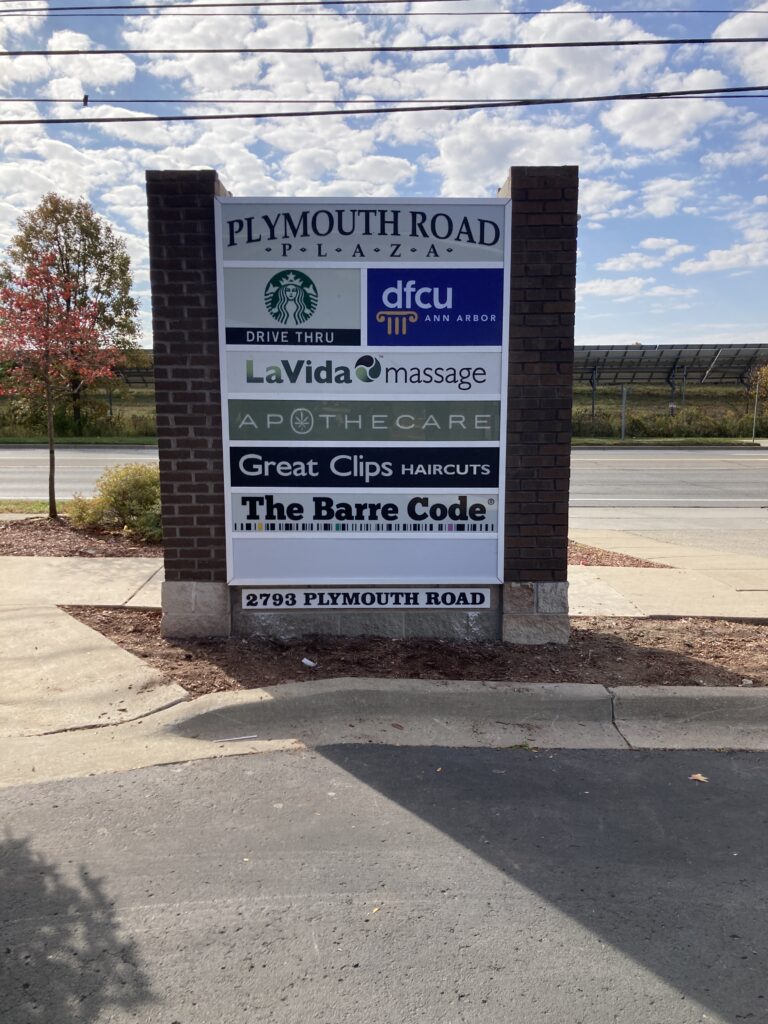 PLYMOUTH ROAD
P·L·A·Z·A
DRIVE THRU
dfcu
ANN ARBOR
LaVida massage
APOTHECARE
Great Clips HAIRCUTS
The Barre Code®
2793 PLYMOUTH ROAD